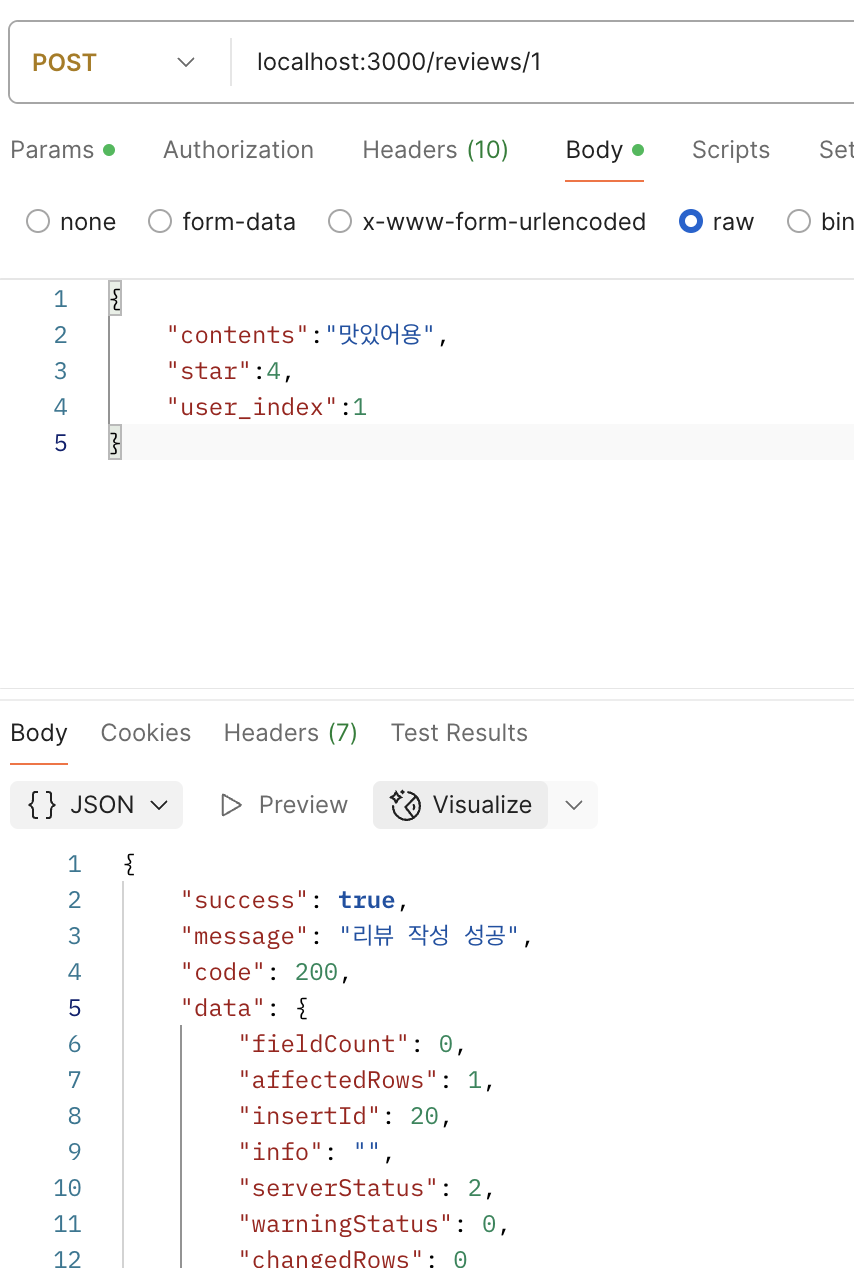 POST localhost:3000/reviews/1
Params Authorization Headers (10) Body Scripts Set
none form-data x-www-form-urlencoded raw bin
1 {
2 "contents":"맛있어용",
3 "star":4,
4 "user_index":1
5 }
Body Cookies Headers (7) Test Results
{} JSON Preview Visualize
1 {
2 "success": true,
3 "message": "리뷰 작성 성공",
4 "code": 200,
5 "data": {
6 "fieldCount": 0,
7 "affectedRows": 1,
8 "insertId": 20,
9 "info": "",
10 "serverStatus": 2,
11 "warningStatus": 0,
12 "changedRows": 0